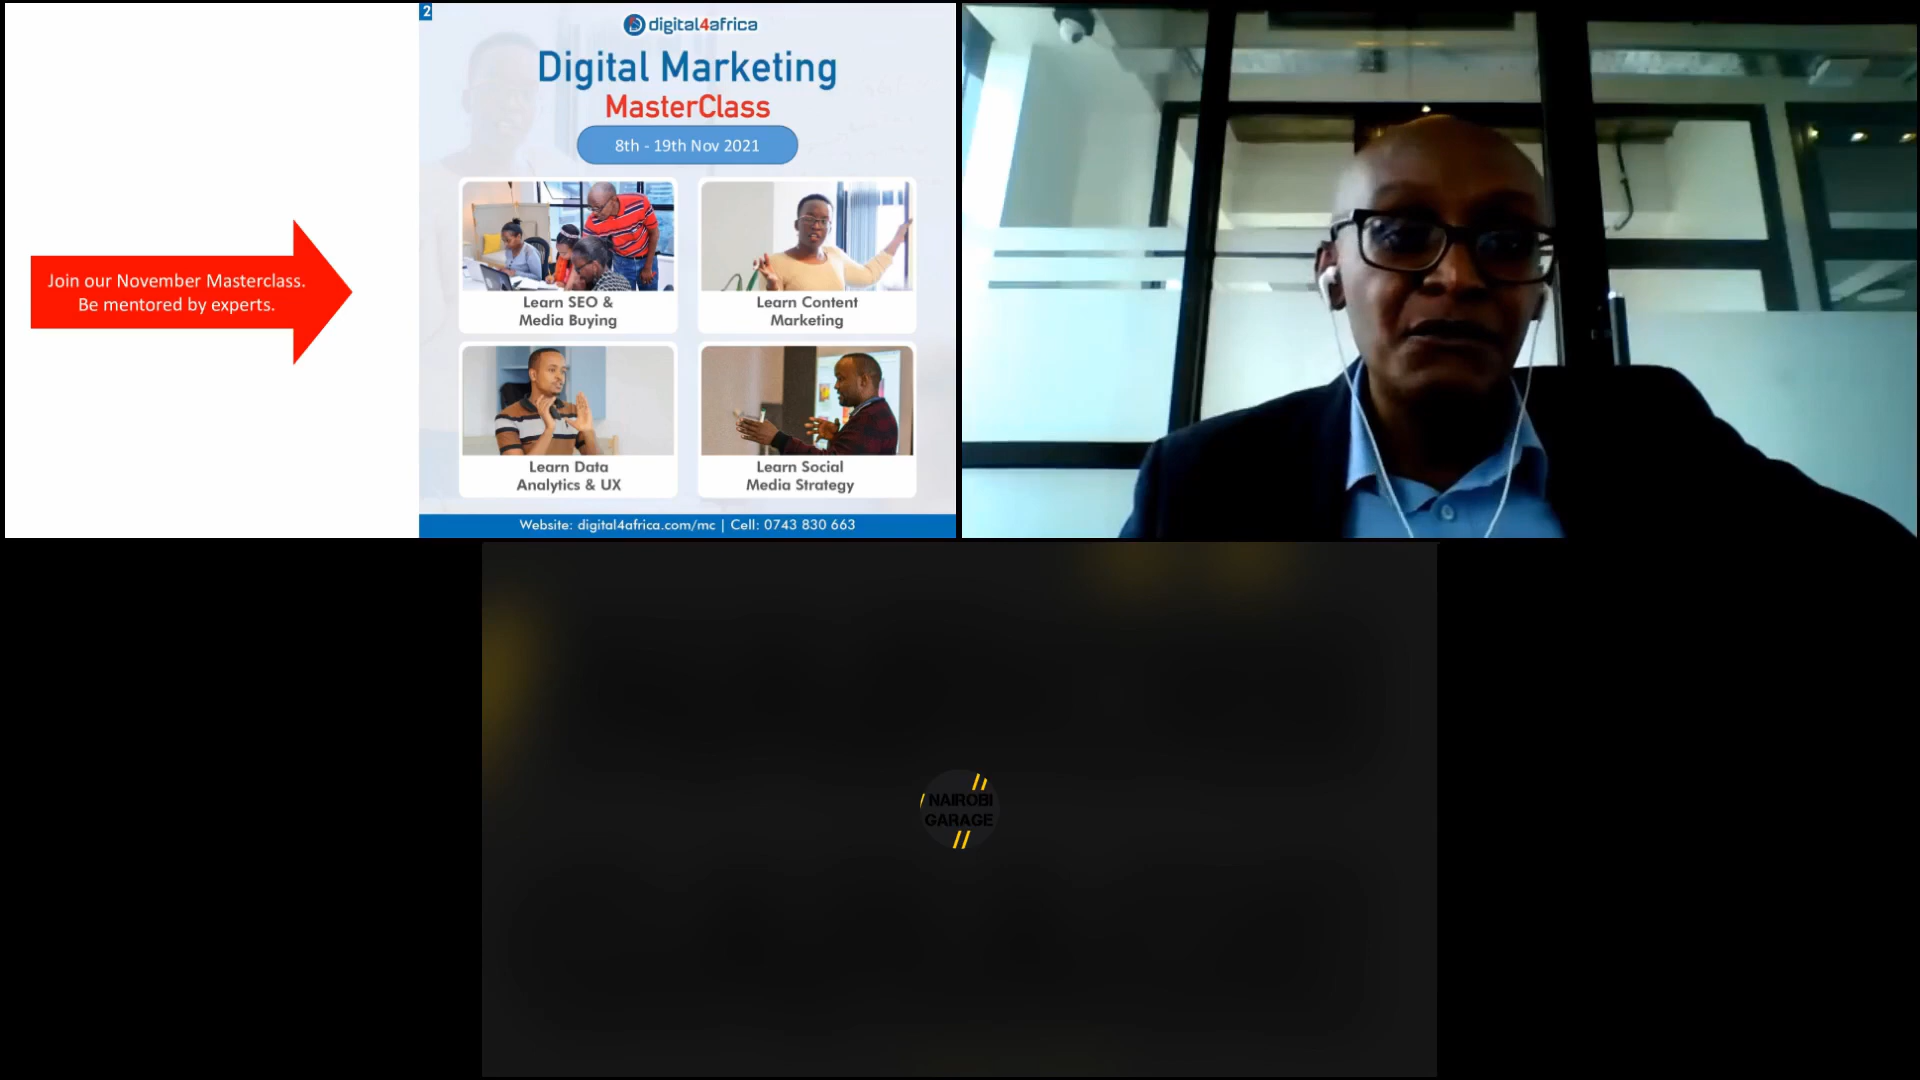 Join our November Masterclass.
Be mentored by experts.
2
digital4africa
Digital Marketing
MasterClass
8th - 19th Nov 2021
Learn SEO &
Media Buying
Learn Content
Marketing
Learn Data
Analytics & UX
Learn Social
Media Strategy
Website: digital4africa.com/mc | Cell: 0743 830 663
NAIROBI
GARAGE